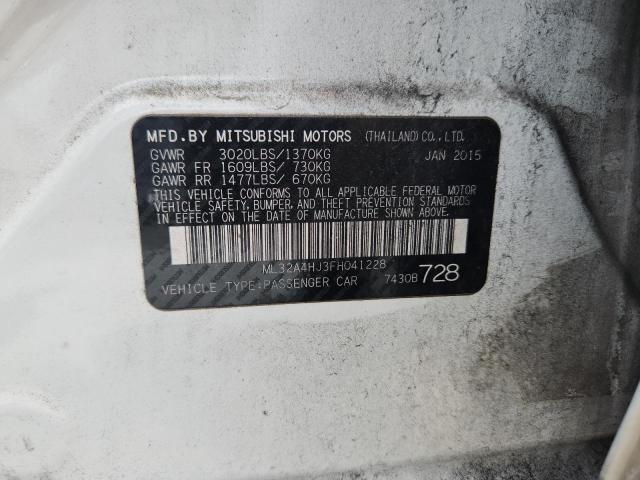 MFD.BY MITSUBISHI MOTORS (THAILAND) CO., LTD.
GVWR 3020LBS/1370KG JAN 2015
GAWR FR 1609LBS/ 730KG
GAWR RR 1477LBS/ 670KG
THIS VEHICLE CONFORMS TO ALL APPLICABLE FEDERAL MOTOR
VEHICLE SAFETY, BUMPER, AND THEFT PREVENTION STANDARDS
IN EFFECT ON THE DATE OF MANUFACTURE SHOWN ABOVE.
ML32A4HJ3FH041228
VEHICLE TYPE:PASSENGER CAR 7430B 728